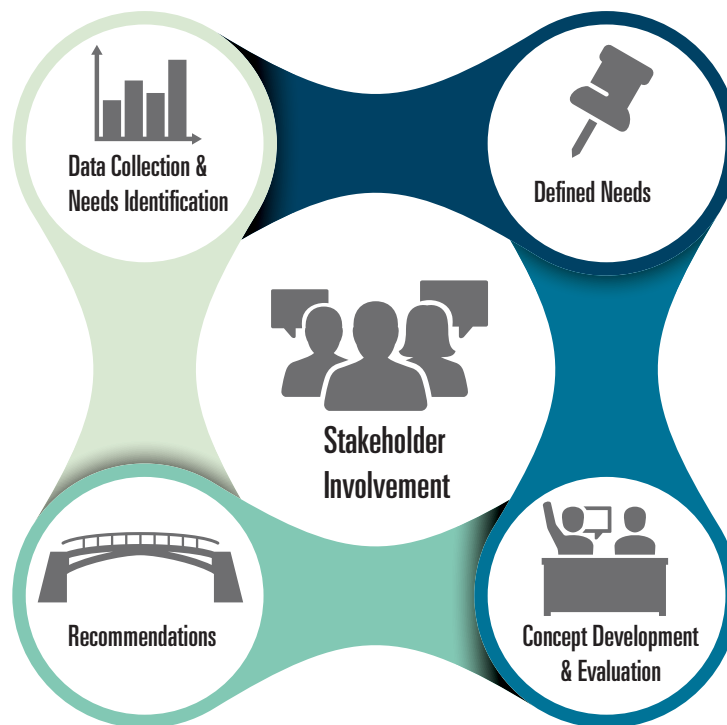 Data Collection &
Needs Identification
Defined Needs
Stakeholder
Involvement
Recommendations
Concept Development
& Evaluation